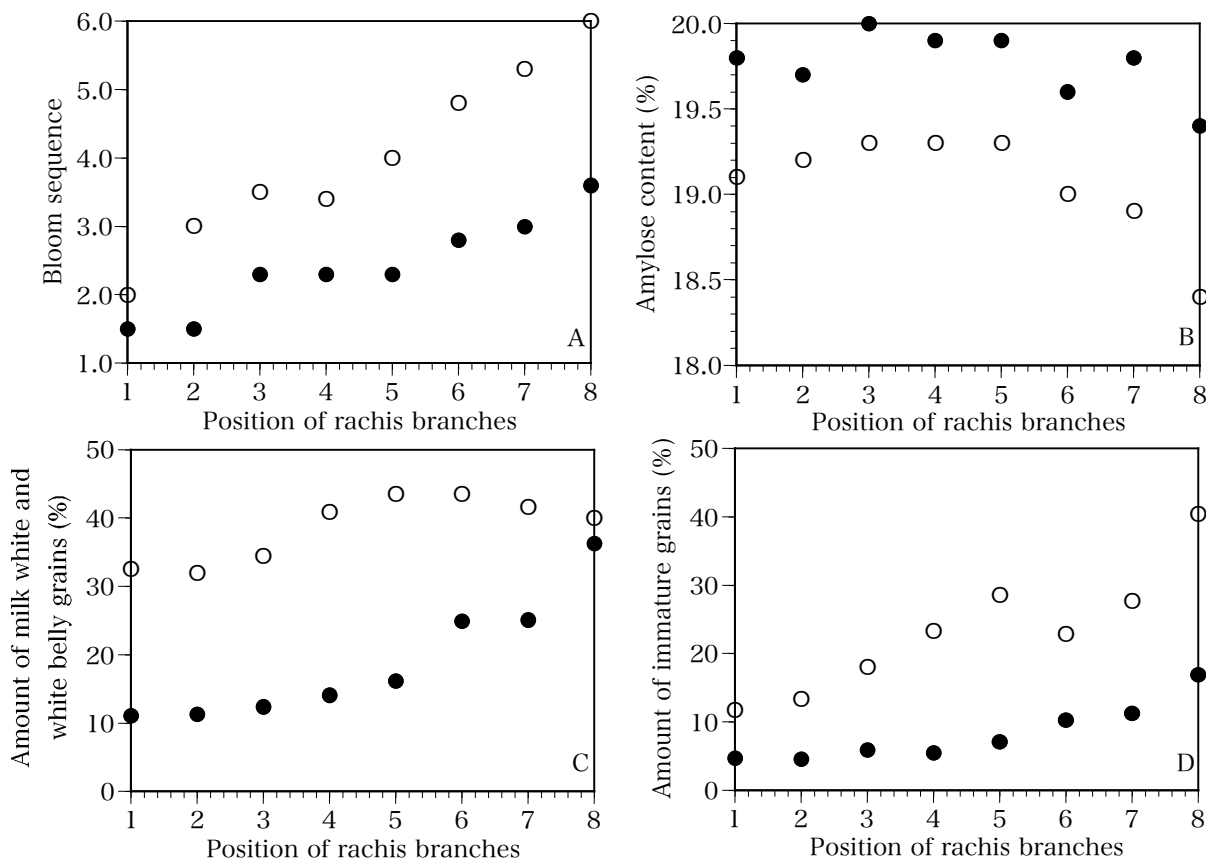 Bloom sequence
6.0
5.0
4.0
3.0
2.0
1.0
A
1 2 3 4 5 6 7 8
Position of rachis branches
Amylose content (%)
20.0
19.5
19.0
18.5
18.0
B
1 2 3 4 5 6 7 8
Position of rachis branches
Amount of milk white and
white belly grains (%)
50
40
30
20
10
0
C
1 2 3 4 5 6 7 8
Position of rachis branches
Amount of immature grains (%)
50
40
30
20
10
0
D
1 2 3 4 5 6 7 8
Position of rachis branches